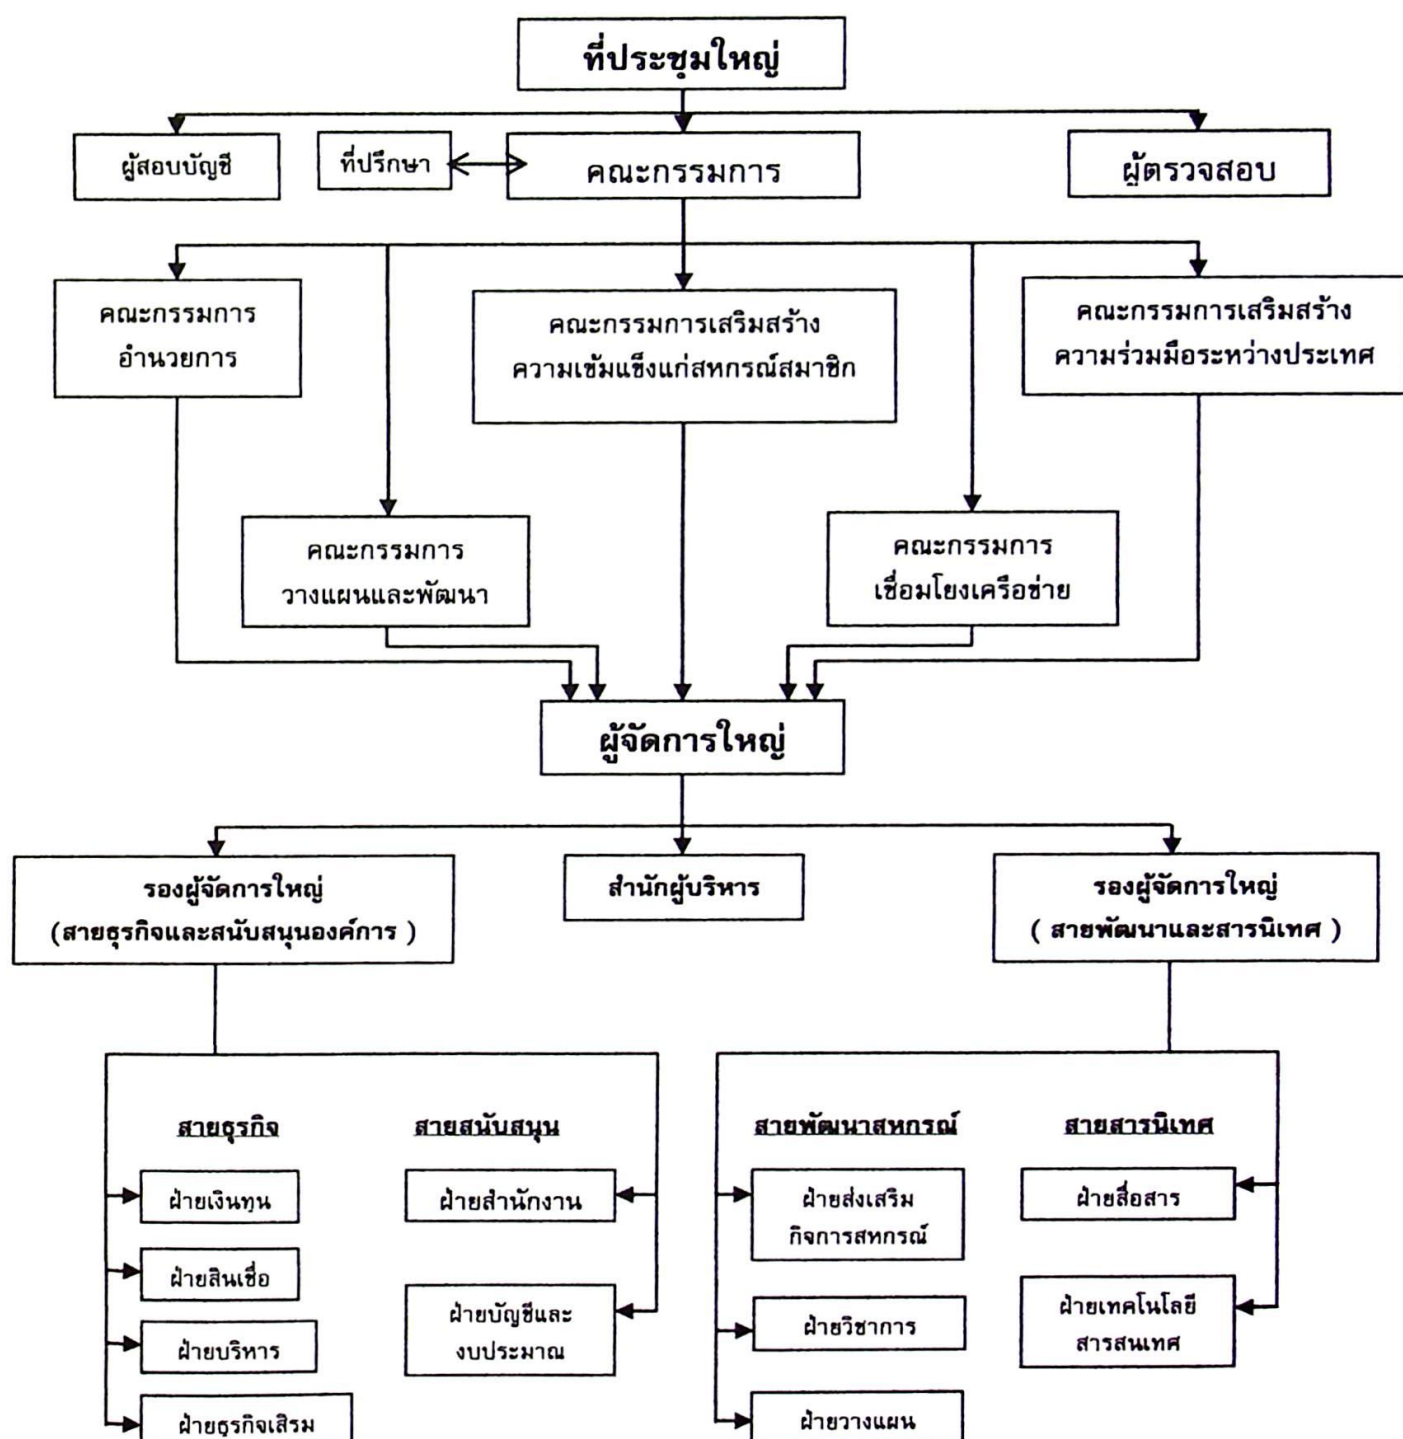 ที่ประชุมใหญ่
ผู้สอบบัญชี
ที่ปรึกษา
คณะกรรมการ
ผู้ตรวจสอบ
คณะกรรมการ
อำนวยการ
คณะกรรมการเสริมสร้าง
ความเข้มแข็งแก่สหกรณ์สมาชิก
คณะกรรมการเสริมสร้าง
ความร่วมมือระหว่างประเทศ
คณะกรรมการ
วางแผนและพัฒนา
คณะกรรมการ
เชื่อมโยงเครือข่าย
ผู้จัดการใหญ่
รองผู้จัดการใหญ่
(สายธุรกิจและสนับสนุนองค์การ )
สำนักผู้บริหาร
รองผู้จัดการใหญ่
( สายพัฒนาและสารนิเทศ )
สายธุรกิจ
ฝ่ายเงินทุน
ฝ่ายสินเชื่อ
ฝ่ายบริหาร
ฝ่ายธุรกิจเสิรม
สายสนับสนุน
ฝ่ายสำนักงาน
ฝ่ายบัญชีและ
งบประมาณ
สายพัฒนาสหกรณ์
ฝ่ายส่งเสริม
กิจการสหกรณ์
ฝ่ายวิชาการ
ฝ่ายวางแผน
สายสารนิเทศ
ฝ่ายสื่อสาร
ฝ่ายเทคโนโลยี
สารสนเทศ